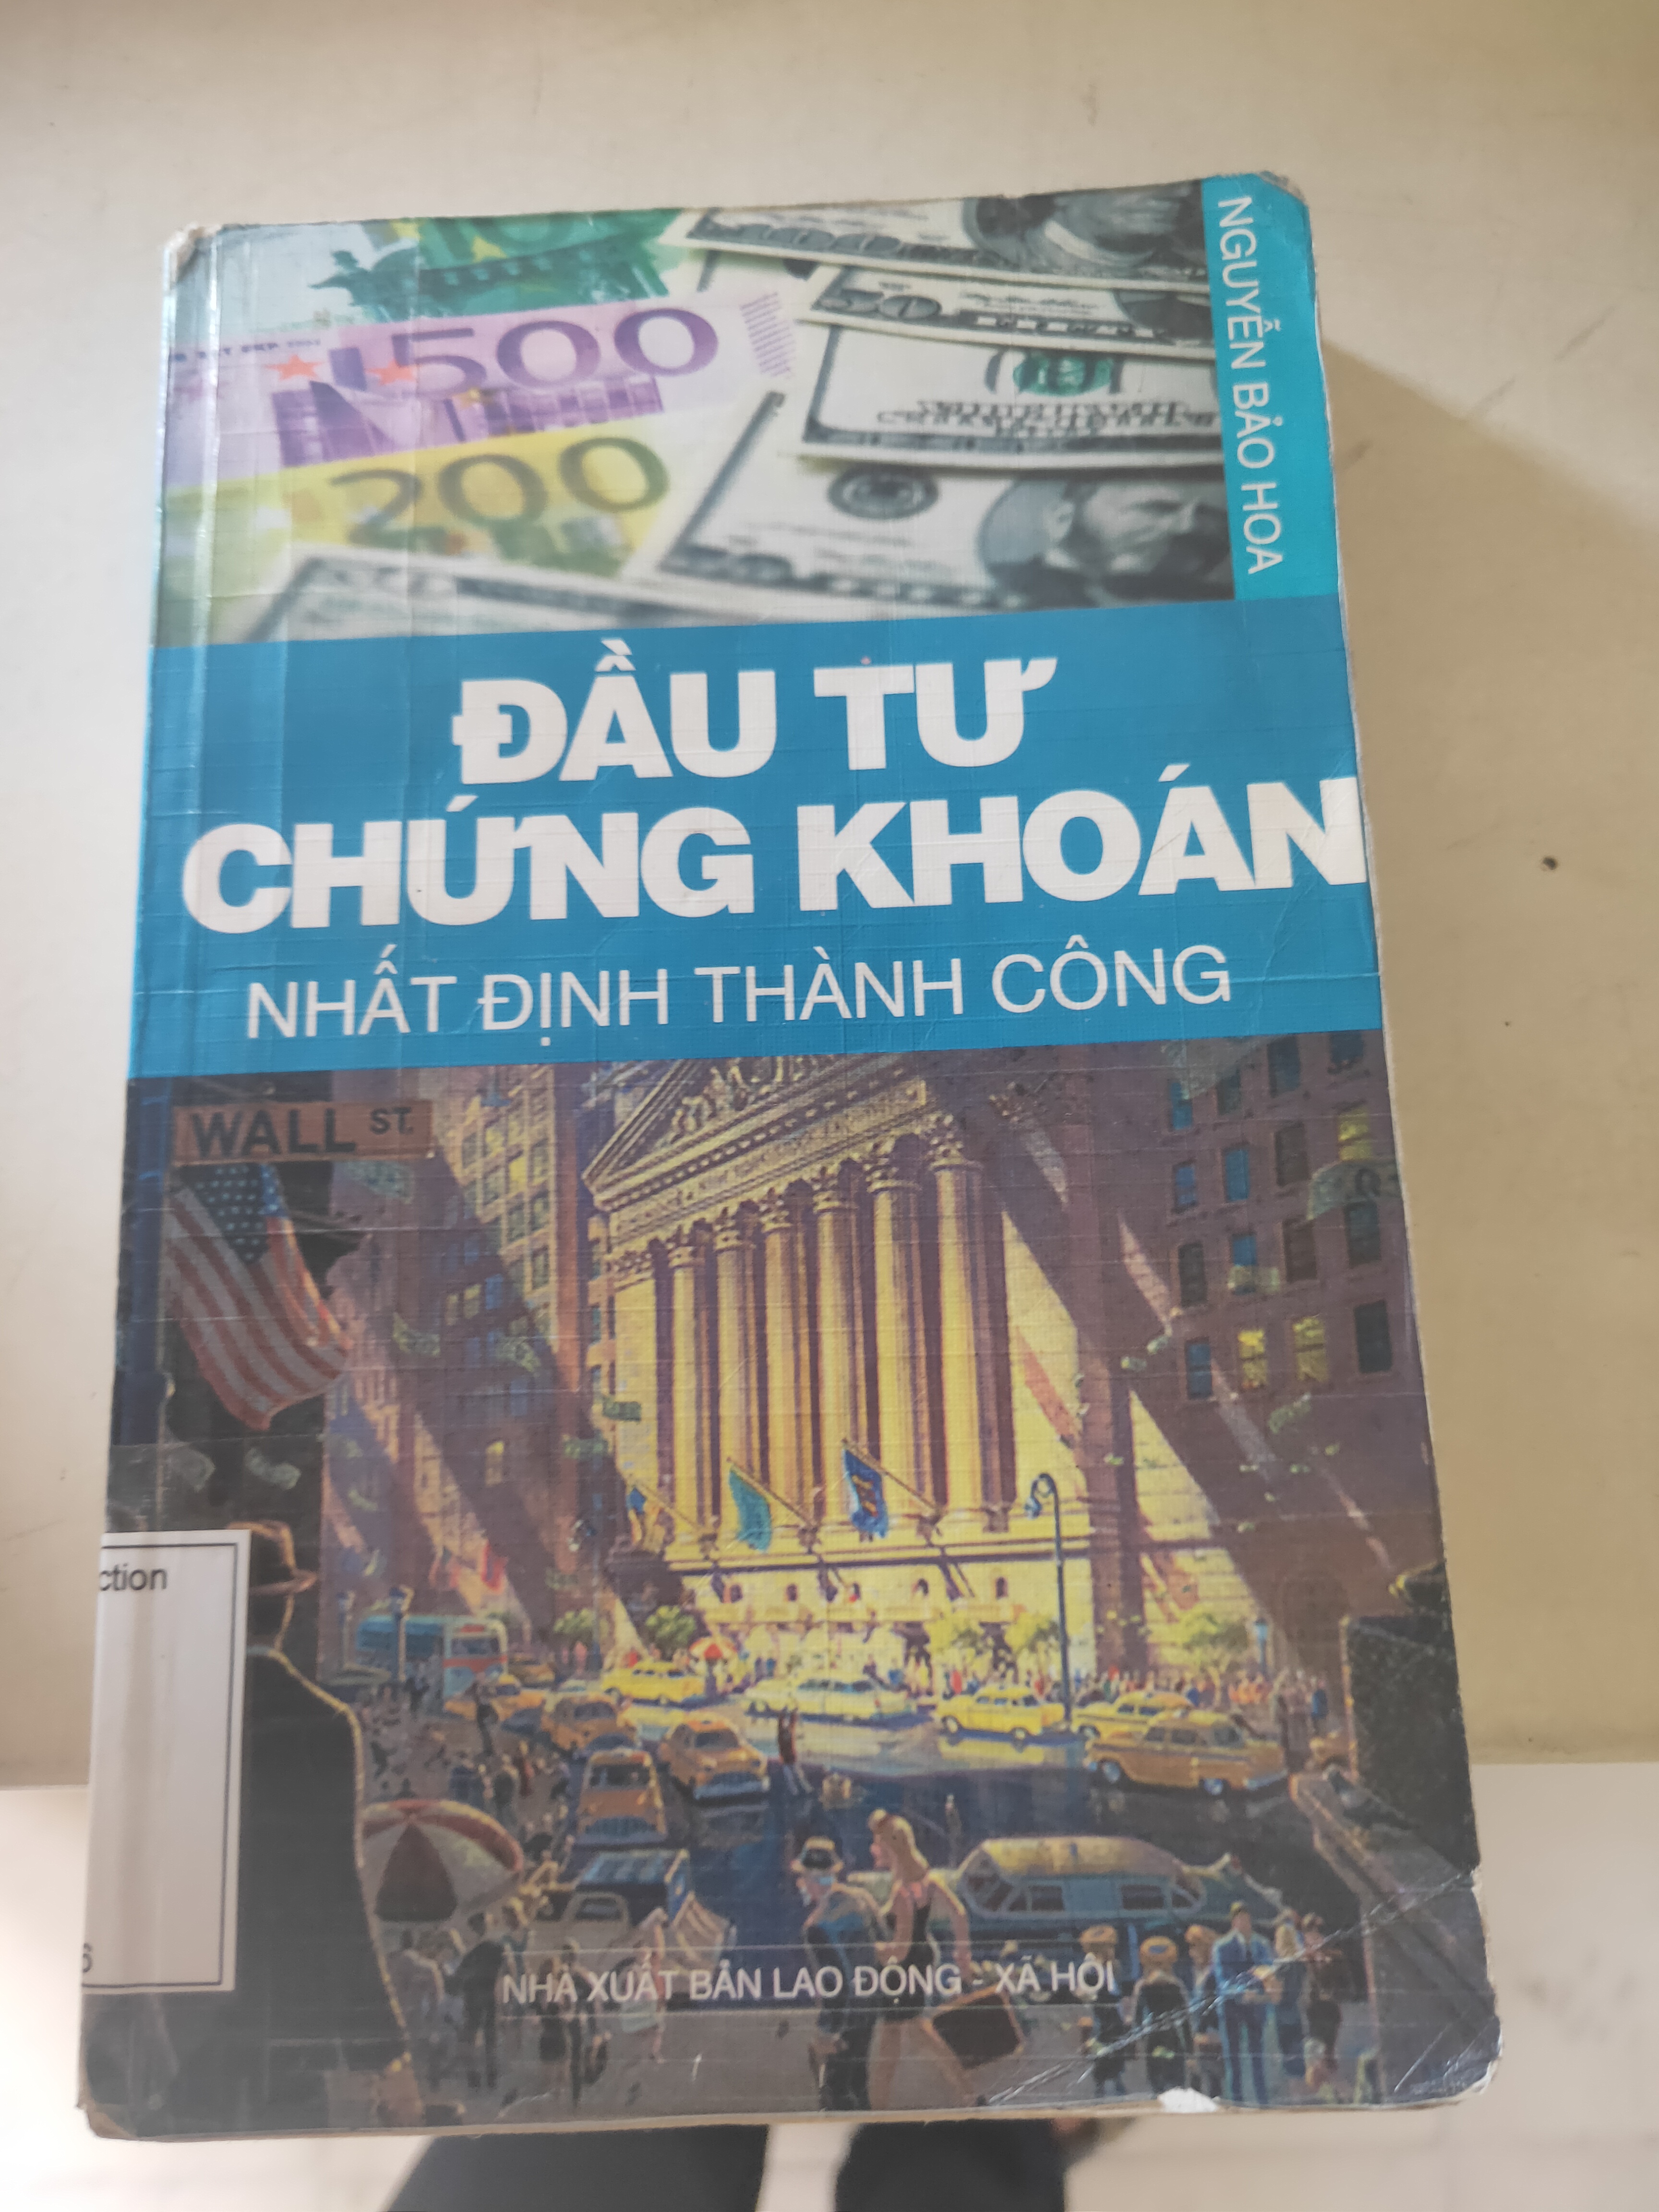 NGUYỄN BẢO HOA
500
200
50
ĐẦU TƯ
CHỨNG KHOÁN
NHẤT ĐỊNH THÀNH CÔNG
WALL ST.
ction
6
NHÀ XUẤT BẢN LAO ĐỘNG - XÃ HỘI